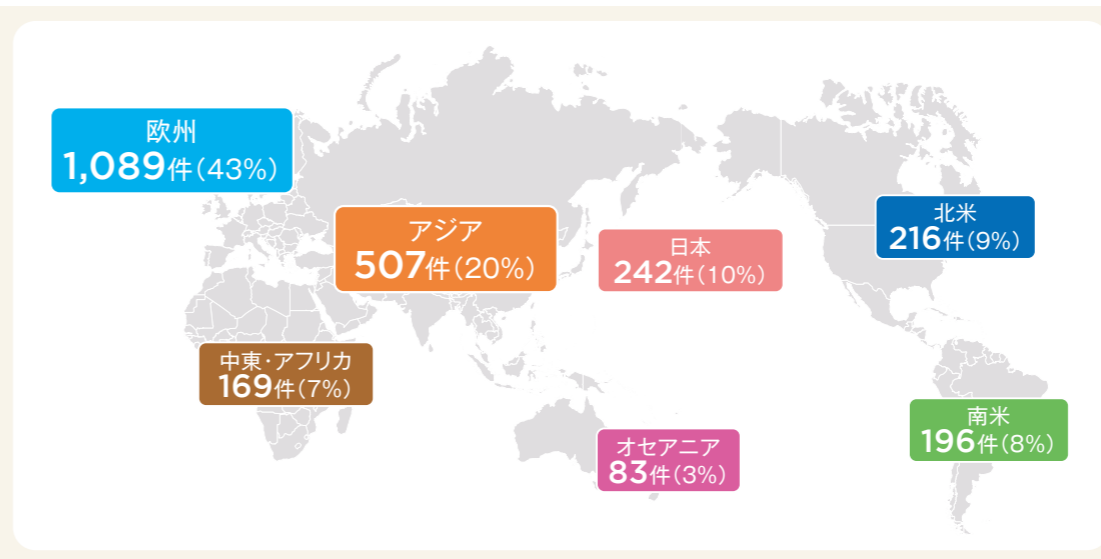 欧州
1,089件(43%)
アジア
507件(20%)
日本
242件(10%)
北米
216件(9%)
中東・アフリカ
169件(7%)
オセアニア
83件(3%)
南米
196件(8%)